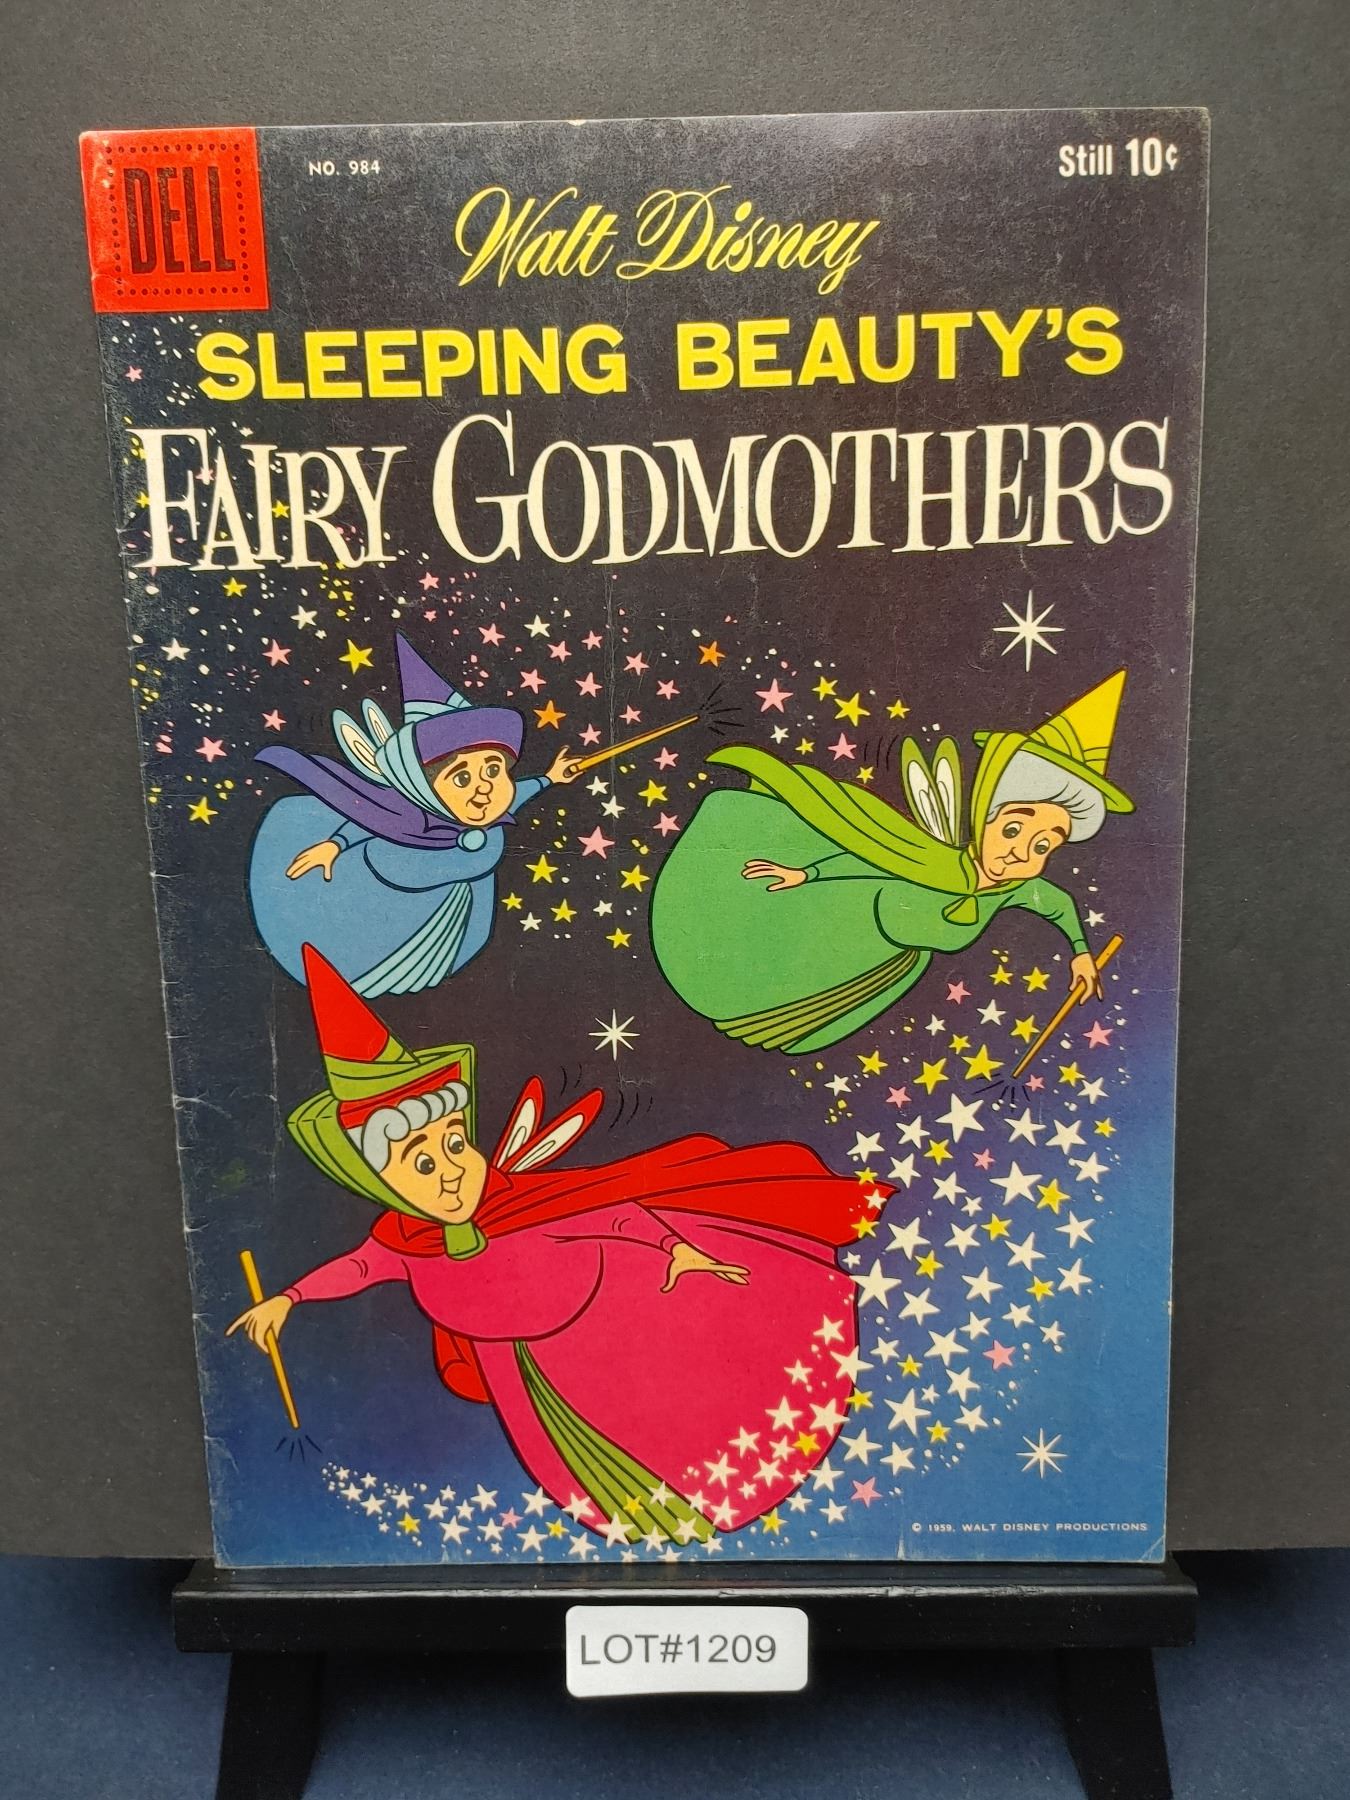 DELL
NO. 984
Still 10¢
Walt Disney
SLEEPING BEAUTY'S
FAIRY GODMOTHERS
© 1959, WALT DISNEY PRODUCTIONS
LOT#1209